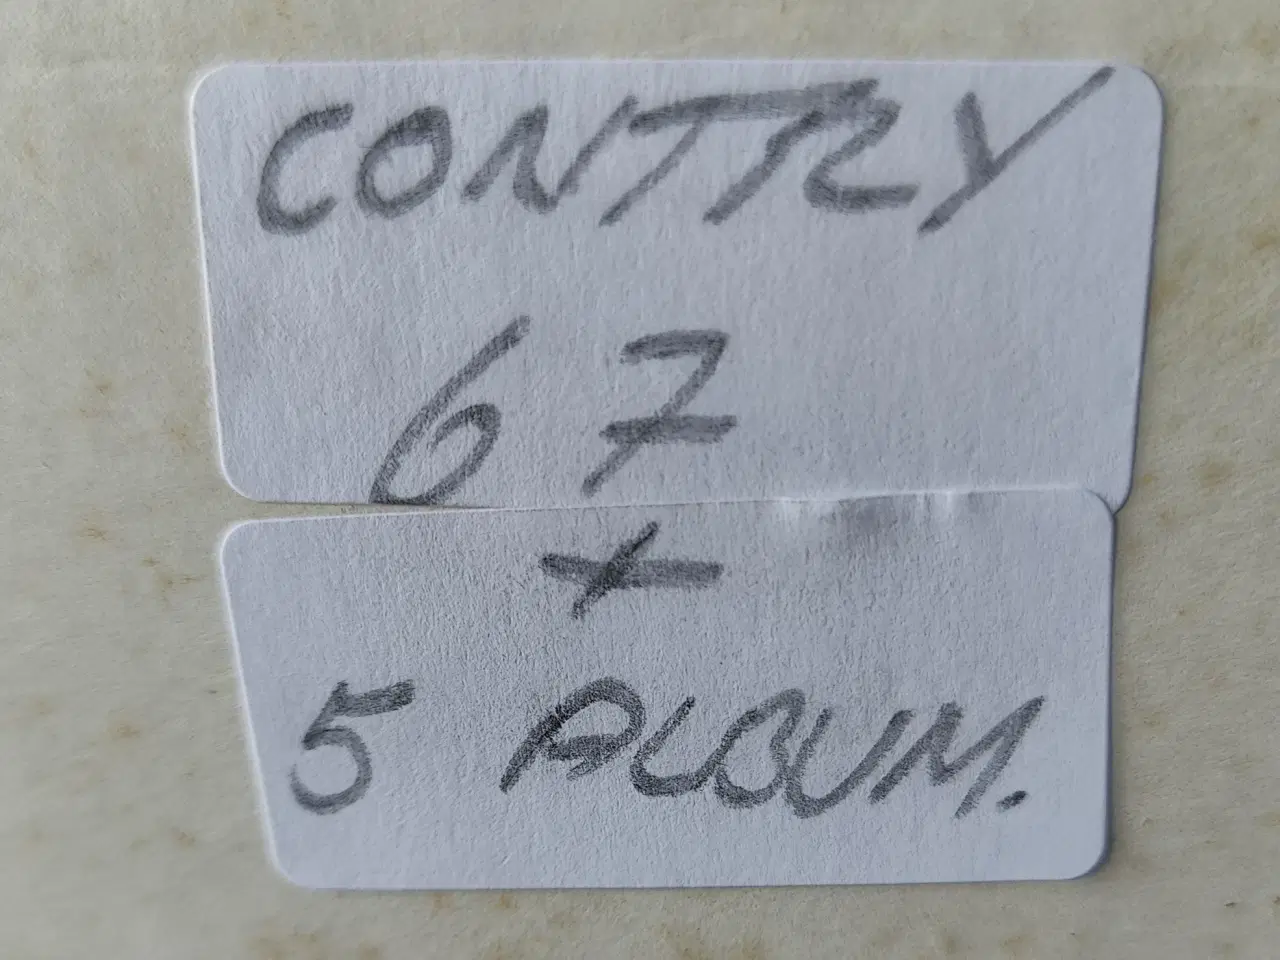 CONTRY
67
+
5 ALBUM.